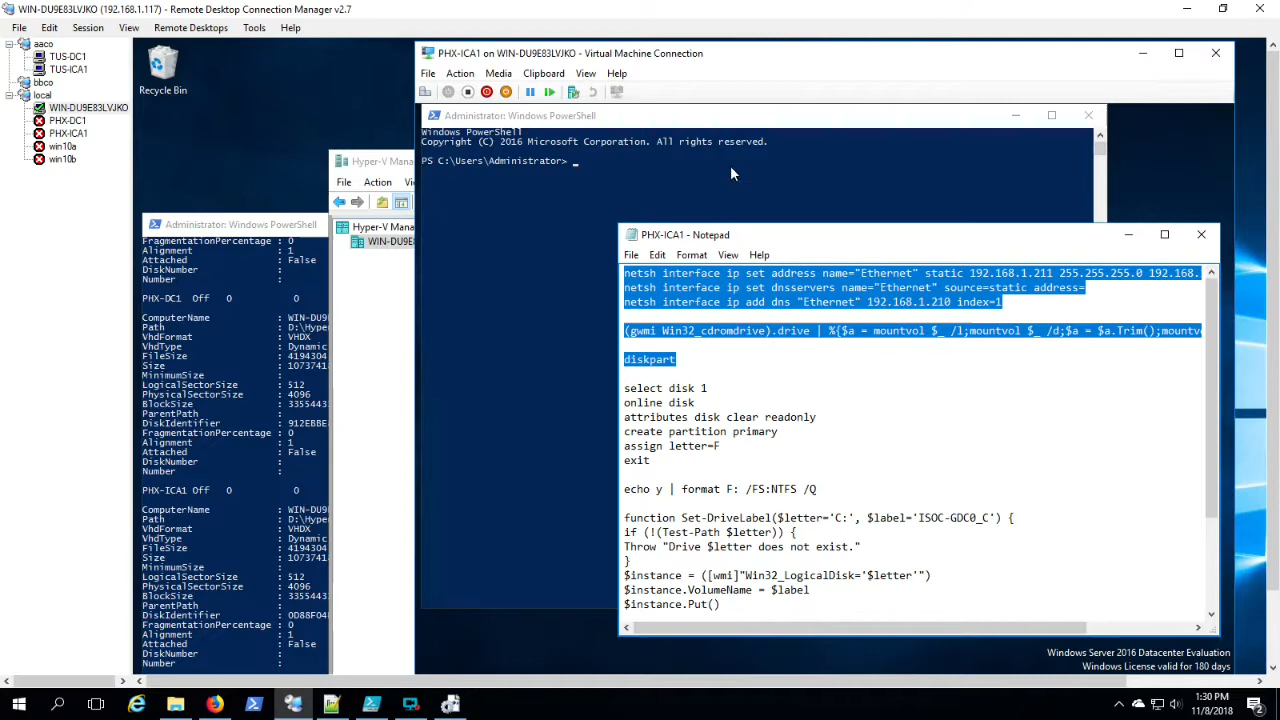 WIN-DU9E83LVJKO (192.168.1.117) - Remote Desktop Connection Manager v2.7
File Edit Session View Remote Desktops Tools Help
aaco
TUS-DC1
TUS-ICA1
bbco
local
WIN-DU9E83LVJKO
PHX-DC1
PHX-ICA1
win10a
win10b
Recycle Bin
PHX-ICA1 on WIN-DU9E83LVJKO - Virtual Machine Connection
File Action Media Clipboard View Help
Administrator: Windows PowerShell
Windows PowerShell
Copyright (C) 2016 Microsoft Corporation. All rights reserved.
PS C:\Users\Administrator> _
Hyper-V Mana
File Action Vi
Hyper-V Mana
WIN-DU9E8
Administrator: Windows PowerShell
FragmentationPercentage : 0
Alignment : 1
Attached : False
DiskNumber :
Number :
PHX-DC1 Off 0 0
ComputerName : WIN-DU9
Path : D:\Hype
VhdFormat : VHDX
VhdType : Dynamic
FileSize : 4194304
Size : 1073741
MinimumSize :
LogicalSectorSize : 512
PhysicalSectorSize : 4096
BlockSize : 3355443
ParentPath :
DiskIdentifier : 912EBBE
FragmentationPercentage : 0
Alignment : 1
Attached : False
DiskNumber :
Number :
PHX-ICA1 Off 0 0
ComputerName : WIN-DU9
Path : D:\Hype
VhdFormat : VHDX
VhdType : Dynamic
FileSize : 4194304
Size : 1073741
MinimumSize :
LogicalSectorSize : 512
PhysicalSectorSize : 4096
BlockSize : 3355443
ParentPath :
DiskIdentifier : 0D88F04
FragmentationPercentage : 0
Alignment : 1
Attached : False
DiskNumber :
Number :
PHX-ICA1 - Notepad
File Edit Format View Help
netsh interface ip set address name="Ethernet" static 192.168.1.211 255.255.255.0 192.168.
netsh interface ip set dnsservers name="Ethernet" source=static address=
netsh interface ip add dns "Ethernet" 192.168.1.210 index=1
(gwmi Win32_cdromdrive).drive | %{$a = mountvol $_ /l;mountvol $_ /d;$a = $a.Trim();mountv
diskpart
select disk 1
online disk
attributes disk clear readonly
create partition primary
assign letter=F
exit
echo y | format F: /FS:NTFS /Q
function Set-DriveLabel($letter='C:', $label='ISOC-GDC0_C') {
if (!(Test-Path $letter)) {
Throw "Drive $letter does not exist."
}
$instance = ([wmi]"Win32_LogicalDisk='$letter'")
$instance.VolumeName = $label
$instance.Put()
Windows Server 2016 Datacenter Evaluation
Windows License valid for 180 days
1:30 PM
11/8/2018
2